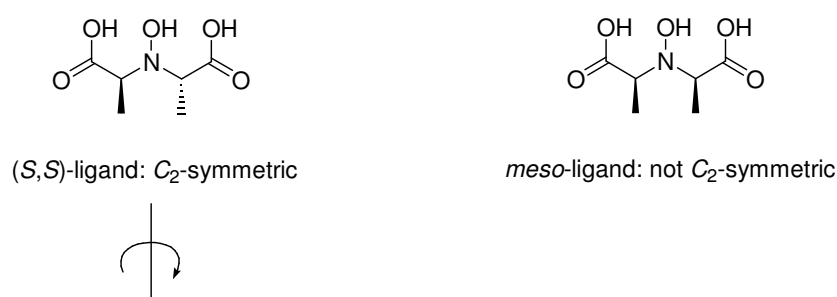 OH OH OH
O N O
OH OH OH
O N O
(S,S)-ligand: C2-symmetric
meso-ligand: not C2-symmetric